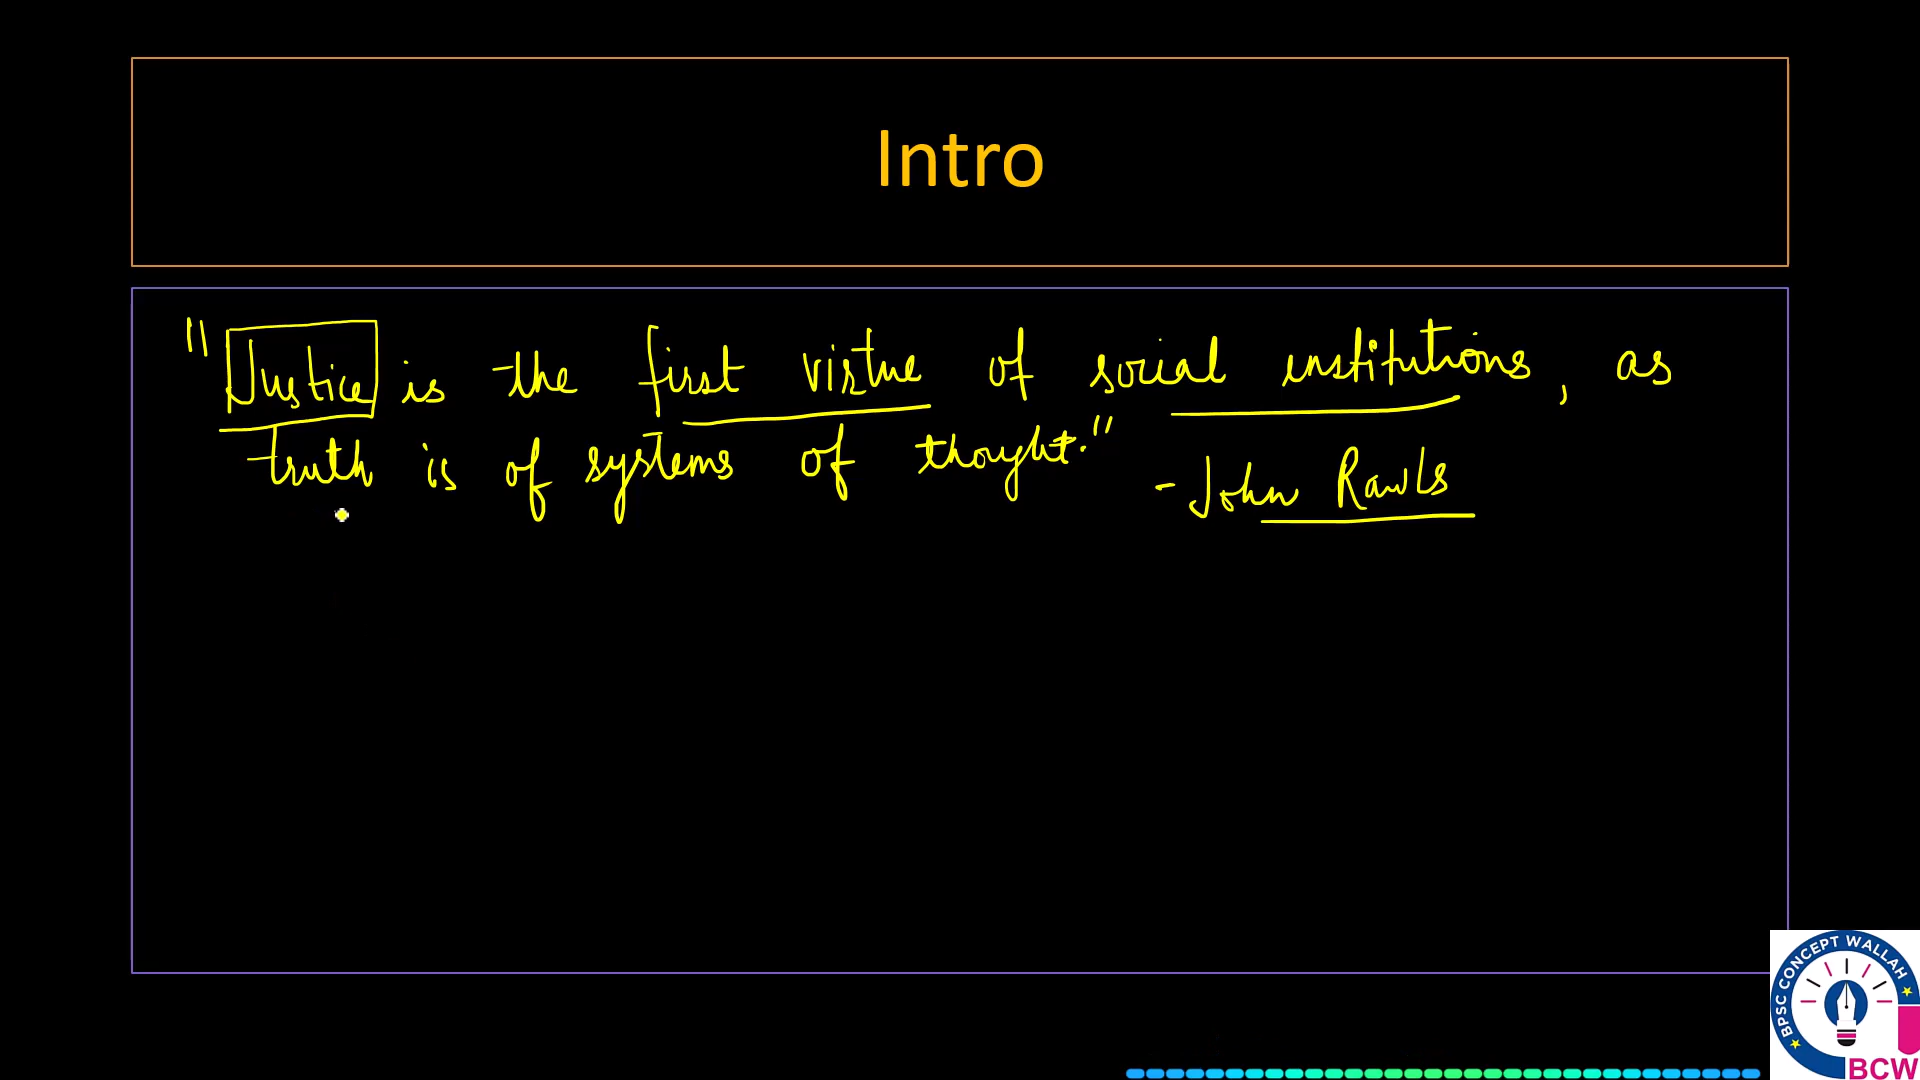 Intro
"Justice is the first virtue of social institutions, as
truth is of systems of thought."
- John Rawls
BPSC CONCEPT WALLAH
BCW